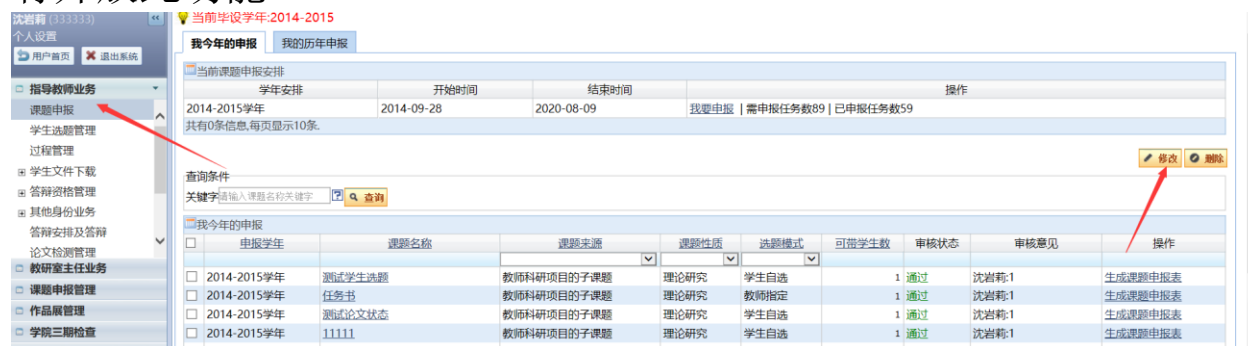 沈岩莉 (333333)
个人设置
用户首页 退出系统
指导教师业务
课题申报
学生选题管理
过程管理
学生文件下载
答辩资格管理
其他身份业务
答辩安排及答辩
论文检测管理
教研室主任业务
课题申报管理
作品展管理
学院三期检查
当前毕设学年:2014-2015
我今年的申报 我的历年申报
当前课题申报安排
学年安排 开始时间 结束时间 操作
2014-2015学年 2014-09-28 2020-08-09 我要申报 | 需申报任务数89 | 已申报任务数59
共有0条信息,每页显示10条.
修改 删除
查询条件
关键字 请输入课题名称关键字 ? 查询
我今年的申报
申报学年 课题名称 课题来源 课题性质 选题模式 可带学生数 审核状态 审核意见 操作
2014-2015学年 测试学生选题 教师科研项目的子课题 理论研究 学生自选 1 通过 沈岩莉:1 生成课题申报表
2014-2015学年 任务书 教师科研项目的子课题 理论研究 教师指定 1 通过 沈岩莉:1 生成课题申报表
2014-2015学年 测试论文状态 教师科研项目的子课题 理论研究 学生自选 1 通过 沈岩莉:1 生成课题申报表
2014-2015学年 11111 教师科研项目的子课题 理论研究 学生自选 1 通过 沈岩莉:1 生成课题申报表